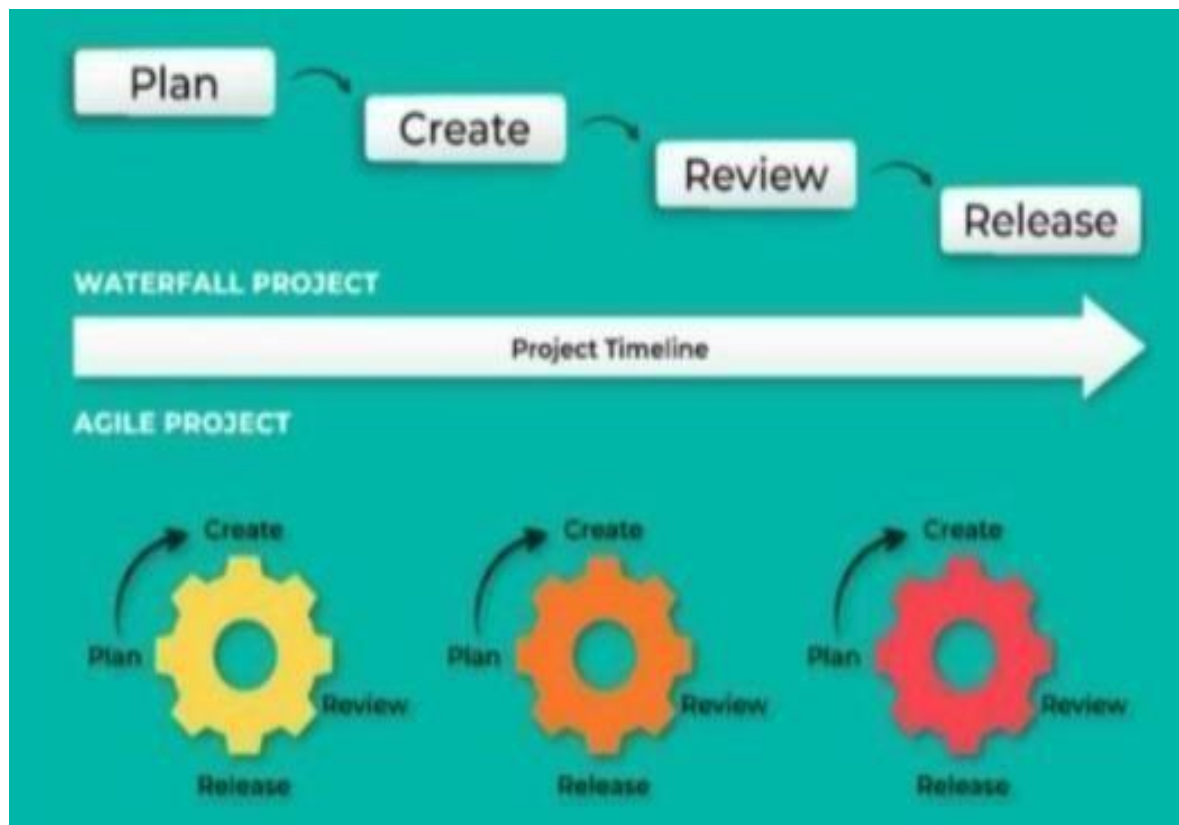 Plan
Create
Review
Release
WATERFALL PROJECT
Project Timeline
AGILE PROJECT
Create
Plan
Review
Release
Create
Plan
Review
Release
Create
Plan
Review
Release